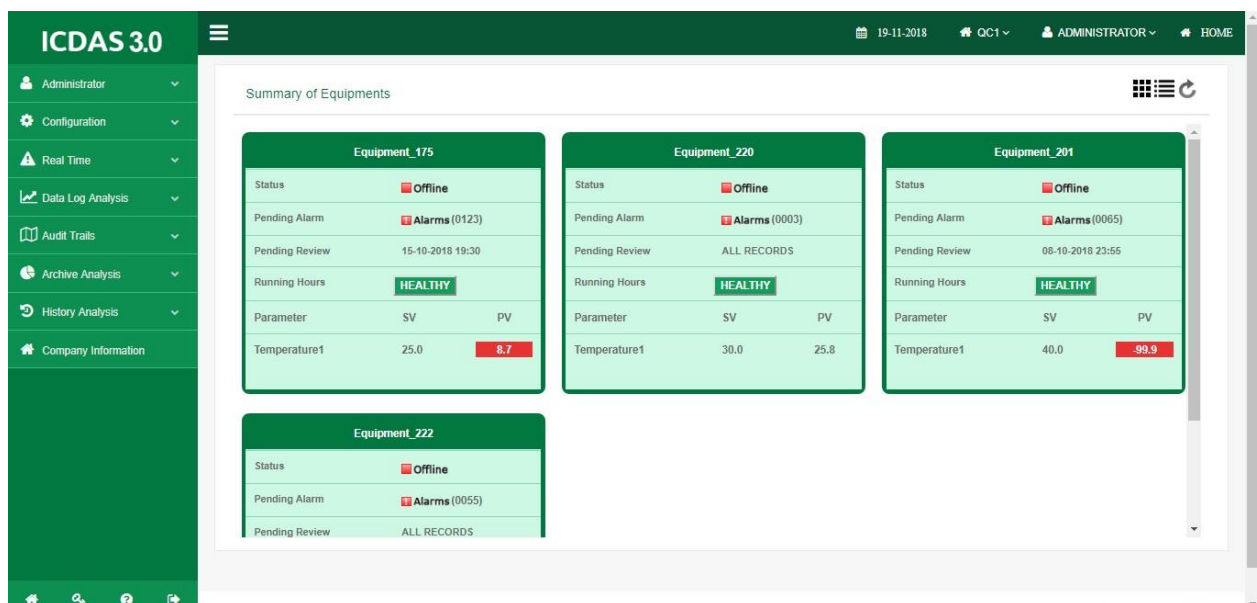 ICDAS 3.0
19-11-2018 QC1 ADMINISTRATOR HOME
Administrator
Configuration
Real Time
Data Log Analysis
Audit Trails
Archive Analysis
History Analysis
Company Information
Summary of Equipments
Equipment_175
Status Offline
Pending Alarm Alarms (0123)
Pending Review 15-10-2018 19:30
Running Hours HEALTHY
Parameter SV PV
Temperature1 25.0 8.7
Equipment_220
Status Offline
Pending Alarm Alarms (0003)
Pending Review ALL RECORDS
Running Hours HEALTHY
Parameter SV PV
Temperature1 30.0 25.8
Equipment_201
Status Offline
Pending Alarm Alarms (0065)
Pending Review 08-10-2018 23:55
Running Hours HEALTHY
Parameter SV PV
Temperature1 40.0 -99.9
Equipment_222
Status Offline
Pending Alarm Alarms (0055)
Pending Review ALL RECORDS